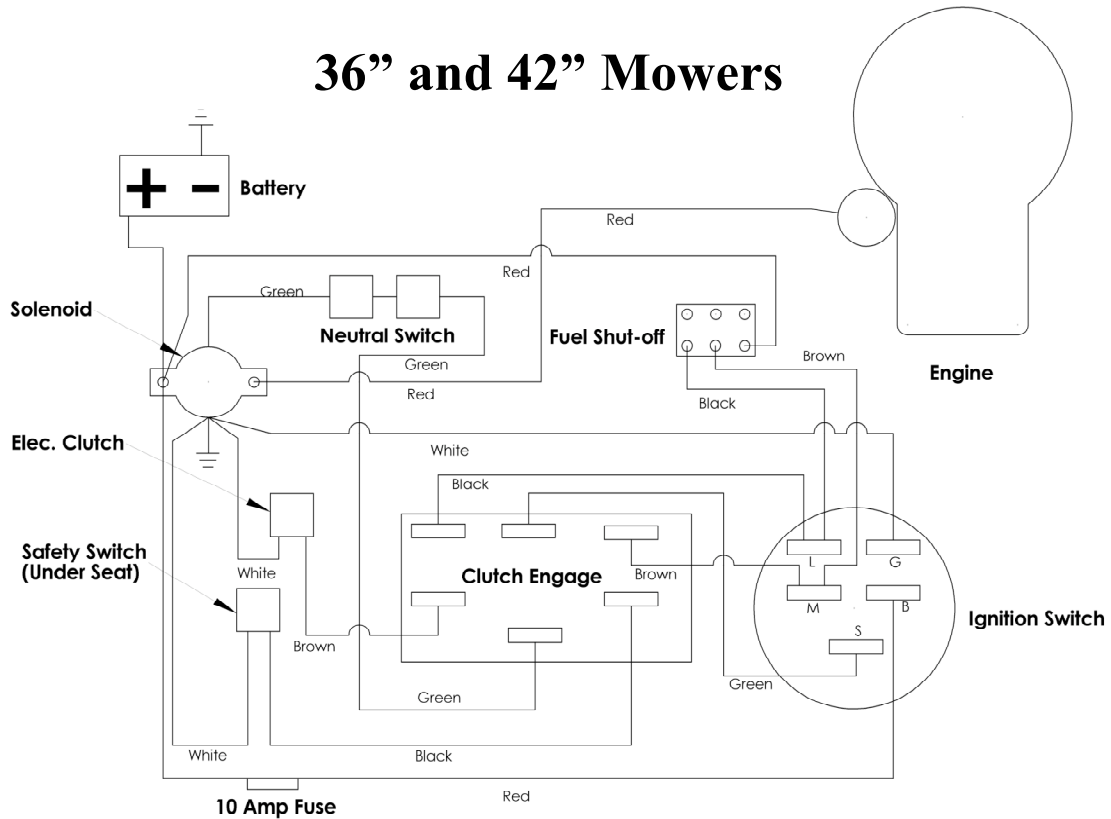 36” and 42” Mowers
Battery
Red
Red
Green
Solenoid
Neutral Switch
Fuel Shut-off
Brown
Green
Engine
Red
Black
Elec. Clutch
White
Black
Safety Switch
(Under Seat)
L
G
White
Clutch Engage
Brown
M
B
Ignition Switch
S
Brown
Green
Green
White
Black
Red
10 Amp Fuse